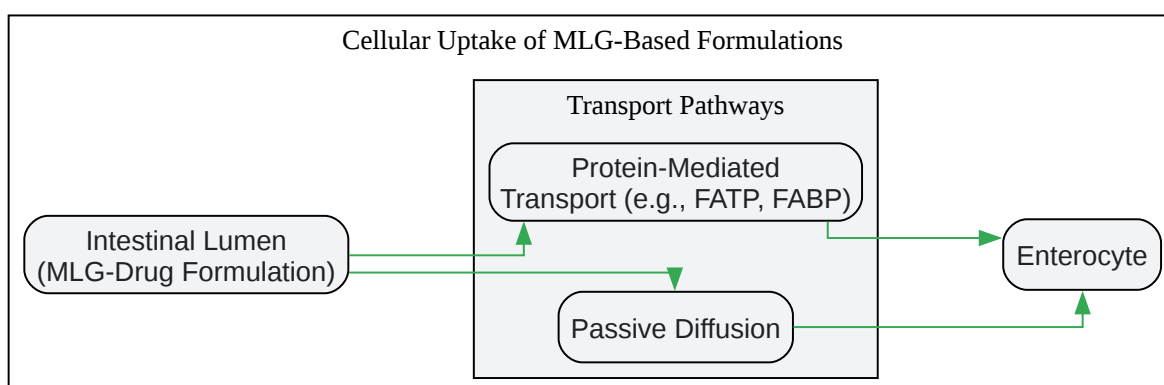 Cellular Uptake of MLG-Based Formulations
Transport Pathways
Protein-Mediated
Transport (e.g., FATP, FABP)
Intestinal Lumen
(MLG-Drug Formulation)
Enterocyte
Passive Diffusion